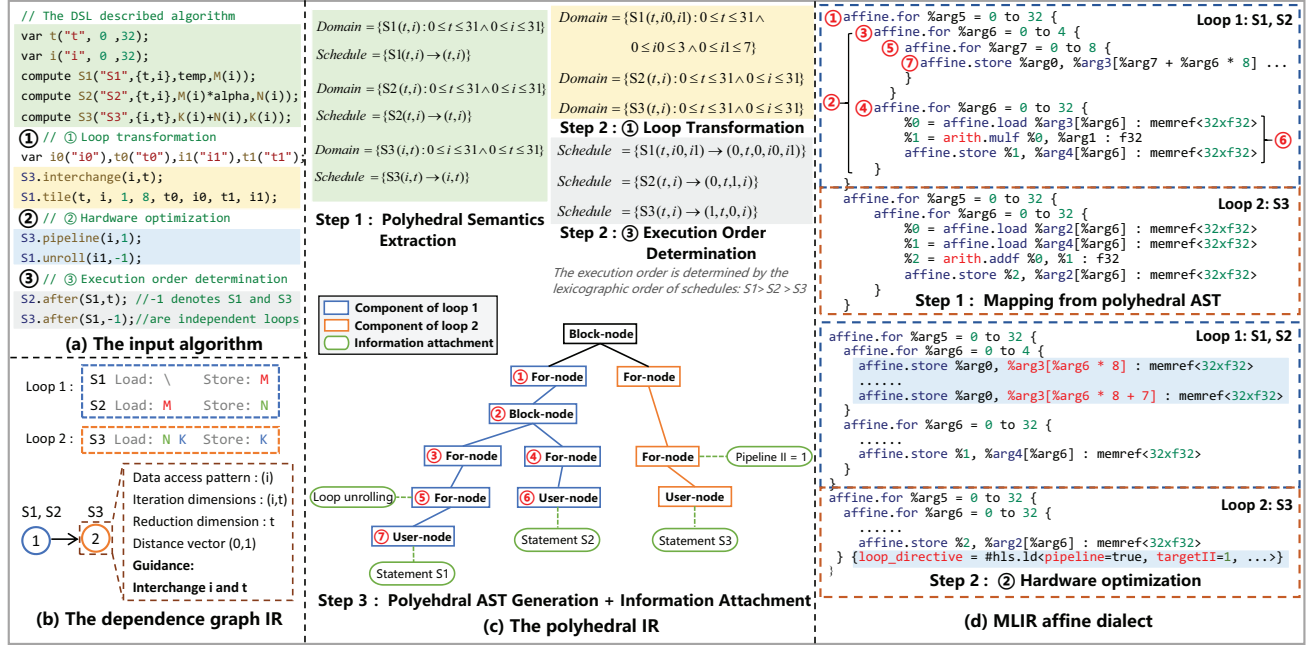 // The DSL described algorithm
var t("t", 0 ,32);
var i("i", 0 ,32);
compute S1("S1",{t,i},temp,M(i));
compute S2("S2",{t,i},M(i)*alpha,N(i));
compute S3("S3",{i,t},K(i)+N(i),K(i));
① // ① Loop transformation
var i0("i0"),t0("t0"),i1("i1"),t1("t1");
S3.interchange(i,t);
S1.tile(t, i, 1, 8, t0, i0, t1, i1);
② // ② Hardware optimization
S3.pipeline(i,1);
S1.unroll(i1,-1);
③ // ③ Execution order determination
S2.after(S1,t); //-1 denotes S1 and S3
S3.after(S1,-1);//are independent loops
(a) The input algorithm
Loop 1 :
S1 Load: \ Store: M
S2 Load: M Store: N
Loop 2 :
S3 Load: N K Store: K
S1, S2
S3
1
2
Data access pattern : (i)
Iteration dimensions : (i,t)
Reduction dimension : t
Distance vector (0,1)
Guidance:
Interchange i and t
(b) The dependence graph IR
Domain = {S1(t,i) : 0 ≤ t ≤ 31 ∧ 0 ≤ i ≤ 31}
Schedule = {S1(t,i) → (t,i)}
Domain = {S2(t,i) : 0 ≤ t ≤ 31 ∧ 0 ≤ i ≤ 31}
Schedule = {S2(t,i) → (t,i)}
Domain = {S3(i,t) : 0 ≤ i ≤ 31 ∧ 0 ≤ t ≤ 31}
Schedule = {S3(i,t) → (i,t)}
Step 1 : Polyhedral Semantics
Extraction
Domain = {S1(t,i0,i1) : 0 ≤ t ≤ 31 ∧
0 ≤ i0 ≤ 3 ∧ 0 ≤ i1 ≤ 7}
Domain = {S2(t,i) : 0 ≤ t ≤ 31 ∧ 0 ≤ i ≤ 31}
Domain = {S3(t,i) : 0 ≤ t ≤ 31 ∧ 0 ≤ i ≤ 31}
Step 2 : ① Loop Transformation
Schedule = {S1(t,i0,i1) → (0,t,0,i0,i1)}
Schedule = {S2(t,i) → (0,t,1,i)}
Schedule = {S3(t,i) → (1,t,0,i)}
Step 2 : ③ Execution Order
Determination
The execution order is determined by the
lexicographic order of schedules: S1> S2 > S3
Component of loop 1
Component of loop 2
Information attachment
Block-node
① For-node
For-node
② Block-node
③ For-node
④ For-node
For-node
Pipeline II = 1
Loop unrolling
⑤ For-node
⑥ User-node
User-node
⑦ User-node
Statement S2
Statement S3
Statement S1
Step 3 : Polyehdral AST Generation + Information Attachment
(c) The polyhedral IR
① affine.for %arg5 = 0 to 32 {
Loop 1: S1, S2
③ affine.for %arg6 = 0 to 4 {
⑤ affine.for %arg7 = 0 to 8 {
⑦ affine.store %arg0, %arg3[%arg7 + %arg6 * 8] ...
}
② }
④ affine.for %arg6 = 0 to 32 {
%0 = affine.load %arg3[%arg6] : memref<32xf32>
%1 = arith.mulf %0, %arg1 : f32
⑥
affine.store %1, %arg4[%arg6] : memref<32xf32>
}
}
affine.for %arg5 = 0 to 32 {
Loop 2: S3
affine.for %arg6 = 0 to 32 {
%0 = affine.load %arg2[%arg6] : memref<32xf32>
%1 = affine.load %arg4[%arg6] : memref<32xf32>
%2 = arith.addf %0, %1 : f32
affine.store %2, %arg2[%arg6] : memref<32xf32>
}
}
Step 1 : Mapping from polyhedral AST
affine.for %arg5 = 0 to 32 {
Loop 1: S1, S2
affine.for %arg6 = 0 to 4 {
affine.store %arg0, %arg3[%arg6 * 8] : memref<32xf32>
......
affine.store %arg0, %arg3[%arg6 * 8 + 7] : memref<32xf32>
}
affine.for %arg6 = 0 to 32 {
......
affine.store %1, %arg4[%arg6] : memref<32xf32>
}
}
affine.for %arg5 = 0 to 32 {
Loop 2: S3
affine.for %arg6 = 0 to 32 {
......
affine.store %2, %arg2[%arg6] : memref<32xf32>
} {loop_directive = #hls.ld<pipeline=true, targetII=1, ...>}
}
Step 2 : ② Hardware optimization
(d) MLIR affine dialect